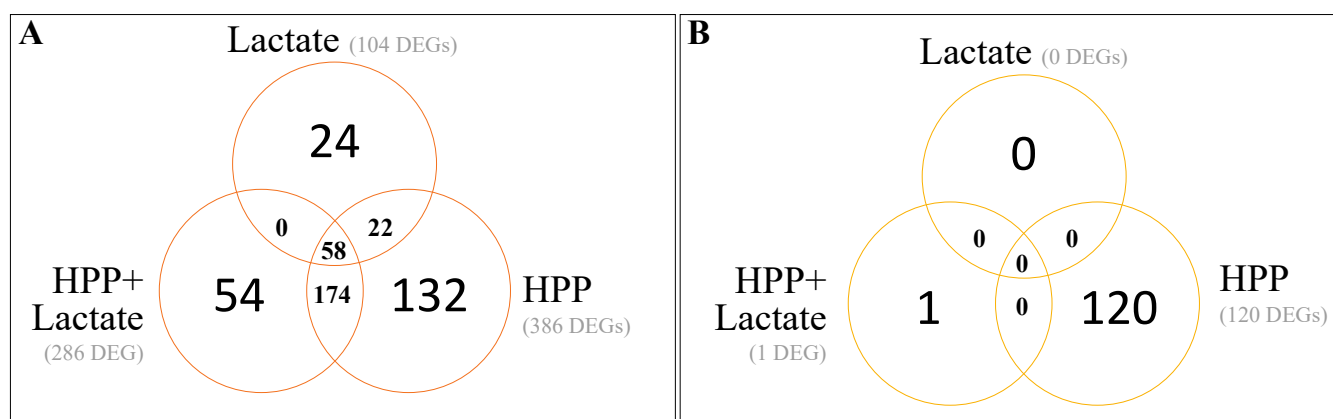 A
Lactate (104 DEGs)
24
0
22
58
HPP+
Lactate
(286 DEG)
54
174
132
HPP
(386 DEGs)
B
Lactate (0 DEGs)
0
0
0
0
HPP+
Lactate
(1 DEG)
1
0
120
HPP
(120 DEGs)